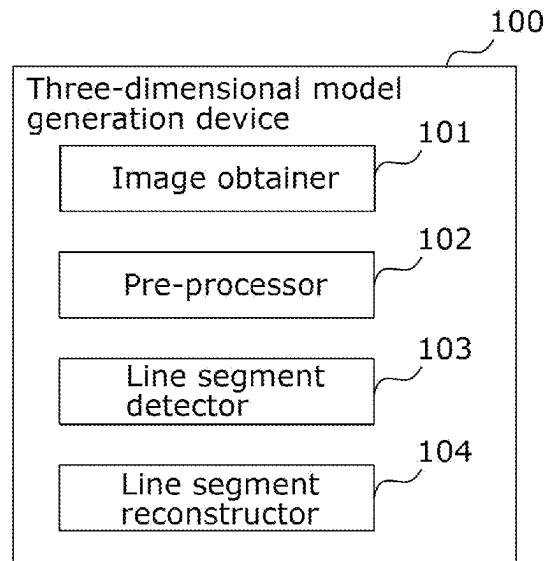 100
Three-dimensional model
generation device
101
Image obtainer
102
Pre-processor
103
Line segment
detector
104
Line segment
reconstructor